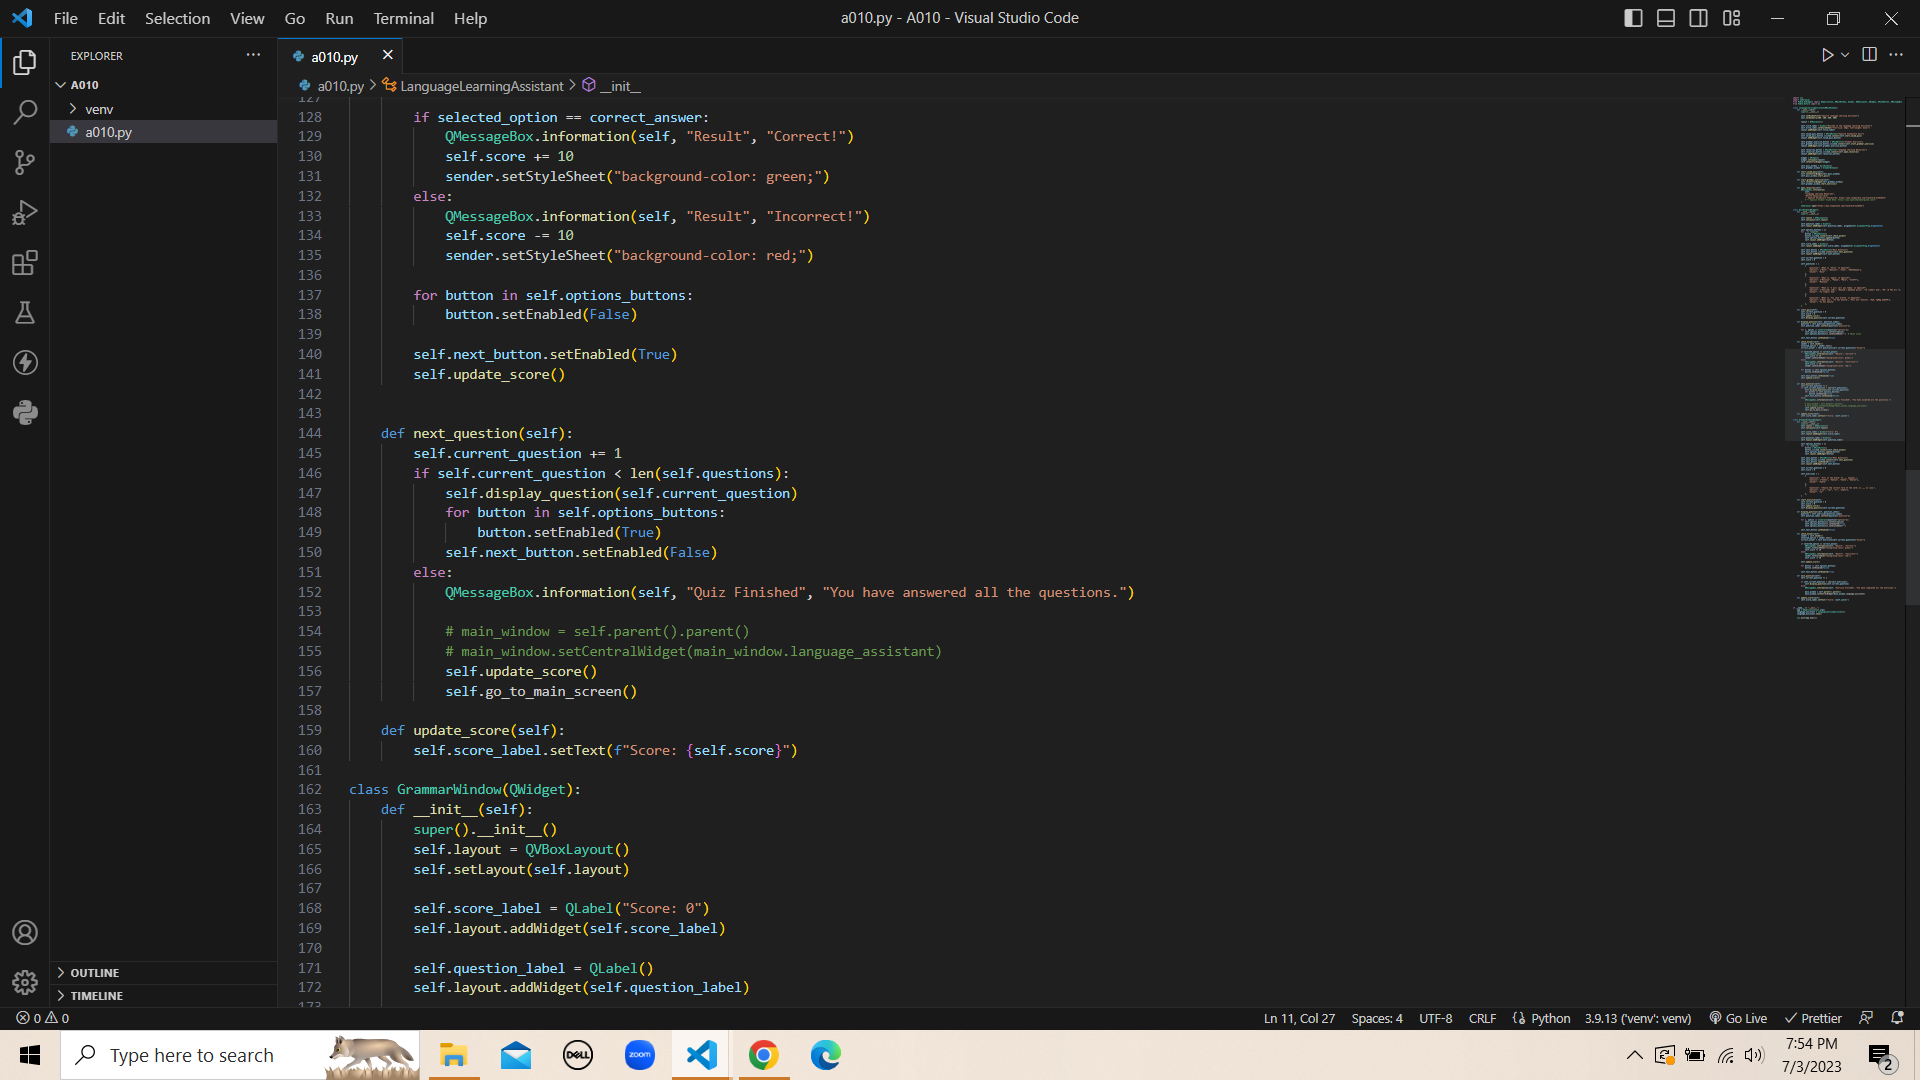 File Edit Selection View Go Run Terminal Help
a010.py - A010 - Visual Studio Code
EXPLORER
A010
venv
a010.py
OUTLINE
TIMELINE
a010.py
a010.py > LanguageLearningAssistant > __init__
127
128 if selected_option == correct_answer:
129 QMessageBox.information(self, "Result", "Correct!")
130 self.score += 10
131 sender.setStyleSheet("background-color: green;")
132 else:
133 QMessageBox.information(self, "Result", "Incorrect!")
134 self.score -= 10
135 sender.setStyleSheet("background-color: red;")
136
137 for button in self.options_buttons:
138 button.setEnabled(False)
139
140 self.next_button.setEnabled(True)
141 self.update_score()
142
143
144 def next_question(self):
145 self.current_question += 1
146 if self.current_question < len(self.questions):
147 self.display_question(self.current_question)
148 for button in self.options_buttons:
149 button.setEnabled(True)
150 self.next_button.setEnabled(False)
151 else:
152 QMessageBox.information(self, "Quiz Finished", "You have answered all the questions.")
153
154 # main_window = self.parent().parent()
155 # main_window.setCentralWidget(main_window.language_assistant)
156 self.update_score()
157 self.go_to_main_screen()
158
159 def update_score(self):
160 self.score_label.setText(f"Score: {self.score}")
161
162 class GrammarWindow(QWidget):
163 def __init__(self):
164 super().__init__()
165 self.layout = QVBoxLayout()
166 self.setLayout(self.layout)
167
168 self.score_label = QLabel("Score: 0")
169 self.layout.addWidget(self.score_label)
170
171 self.question_label = QLabel()
172 self.layout.addWidget(self.question_label)
173
0 0
Ln 11, Col 27 Spaces: 4 UTF-8 CRLF Python 3.9.13 ('venv': venv) Go Live Prettier
Type here to search
DELL
zoom
7:54 PM
7/3/2023
2